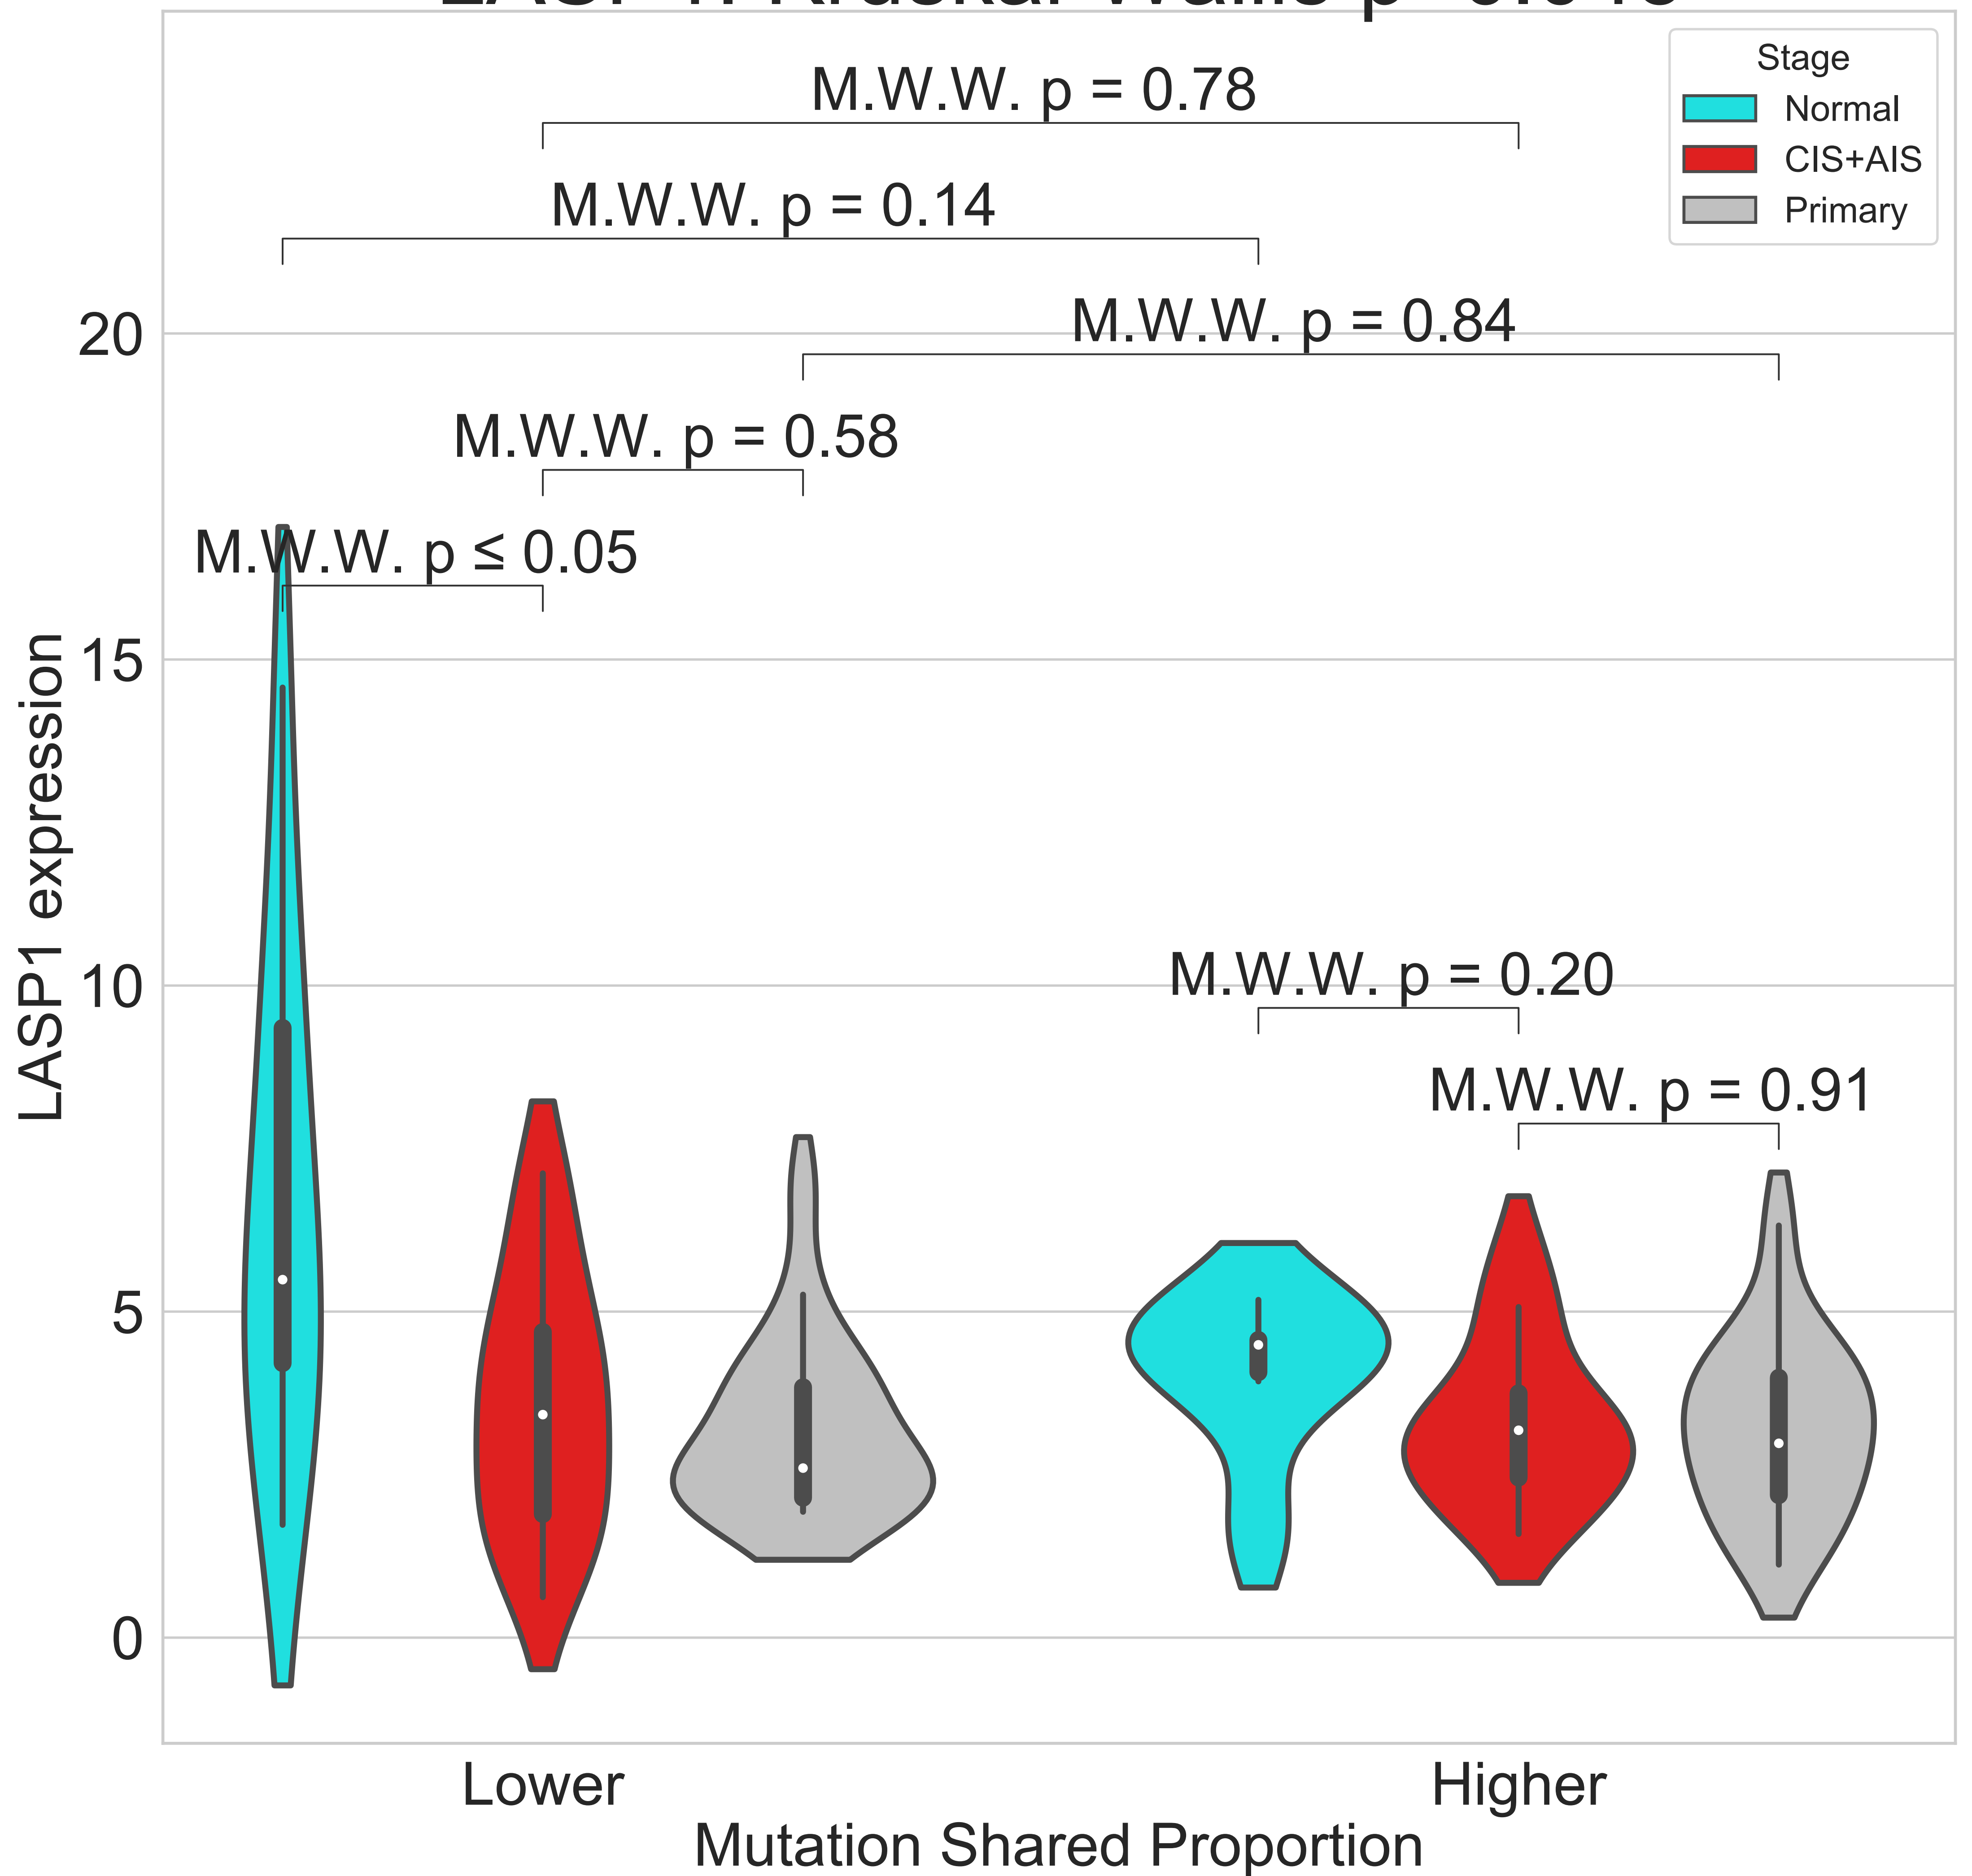 Stage
Normal
CIS+AIS
Primary
M.W.W. p = 0.78
M.W.W. p = 0.14
M.W.W. p = 0.84
M.W.W. p = 0.58
M.W.W. p ≤ 0.05
M.W.W. p = 0.20
M.W.W. p = 0.91
20
15
10
5
0
LASP1 expression
Lower
Higher
Mutation Shared Proportion